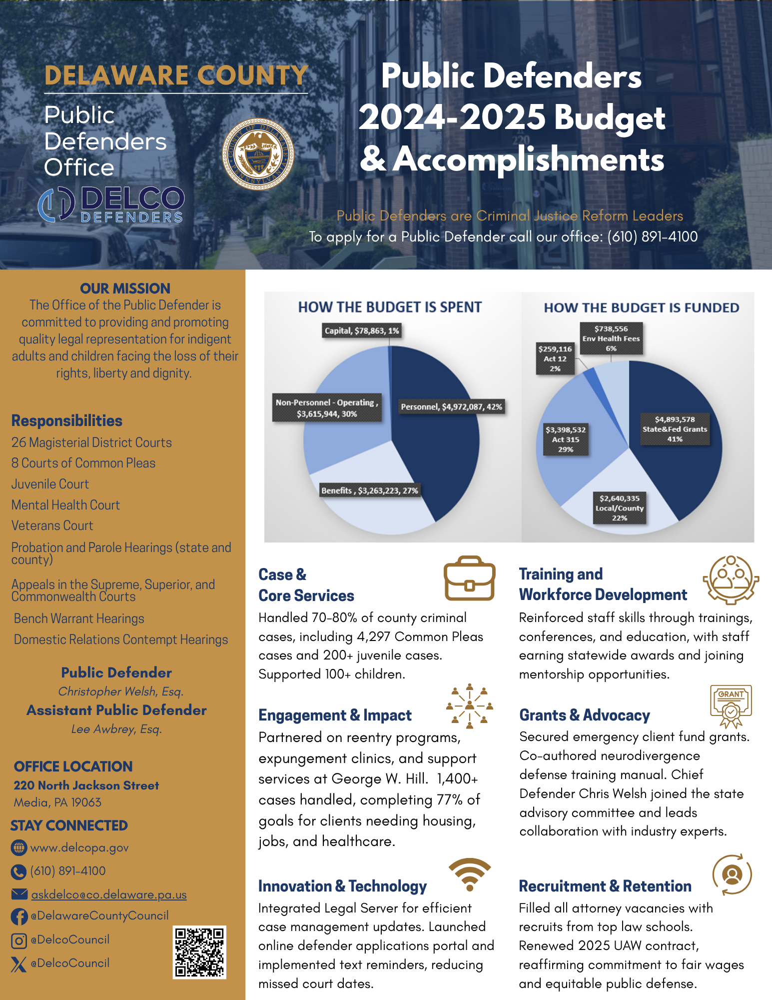 DELAWARE COUNTY
Public
Defenders
Office
DELCO
DEFENDERS
COUNTY OF DELAWARE
PENNSYLVANIA
Public Defenders
2024-2025 Budget
& Accomplishments
220
Public Defenders are Criminal Justice Reform Leaders
To apply for a Public Defender call our office: (610) 891-4100
OUR MISSION
The Office of the Public Defender is
committed to providing and promoting
quality legal representation for indigent
adults and children facing the loss of their
rights, liberty and dignity.
Responsibilities
26 Magisterial District Courts
8 Courts of Common Pleas
Juvenile Court
Mental Health Court
Veterans Court
Probation and Parole Hearings (state and
county)
Appeals in the Supreme, Superior, and
Commonwealth Courts
Bench Warrant Hearings
Domestic Relations Contempt Hearings
Public Defender
Christopher Welsh, Esq.
Assistant Public Defender
Lee Awbrey, Esq.
OFFICE LOCATION
220 North Jackson Street
Media, PA 19063
STAY CONNECTED
www.delcopa.gov
(610) 891-4100
askdelco@co.delaware.pa.us
@DelawareCountyCouncil
@DelcoCouncil
@DelcoCouncil
HOW THE BUDGET IS SPENT
Capital, $78,863, 1%
Non-Personnel - Operating ,
$3,615,944, 30%
Personnel, $4,972,087, 42%
Benefits , $3,263,223, 27%
HOW THE BUDGET IS FUNDED
$738,556
Env Health Fees
6%
$259,116
Act 12
2%
$4,893,578
State&Fed Grants
41%
$3,398,532
Act 315
29%
$2,640,335
Local/County
22%
Case &
Core Services
Handled 70-80% of county criminal
cases, including 4,297 Common Pleas
cases and 200+ juvenile cases.
Supported 100+ children.
Training and
Workforce Development
Reinforced staff skills through trainings,
conferences, and education, with staff
earning statewide awards and joining
mentorship opportunities.
Engagement & Impact
Partnered on reentry programs,
expungement clinics, and support
services at George W. Hill.  1,400+
cases handled, completing 77% of
goals for clients needing housing,
jobs, and healthcare.
GRANT
Grants & Advocacy
Secured emergency client fund grants.
Co-authored neurodivergence
defense training manual. Chief
Defender Chris Welsh joined the state
advisory committee and leads
collaboration with industry experts.
Innovation & Technology
Integrated Legal Server for efficient
case management updates. Launched
online defender applications portal and
implemented text reminders, reducing
missed court dates.
Recruitment & Retention
Filled all attorney vacancies with
recruits from top law schools.
Renewed 2025 UAW contract,
reaffirming commitment to fair wages
and equitable public defense.